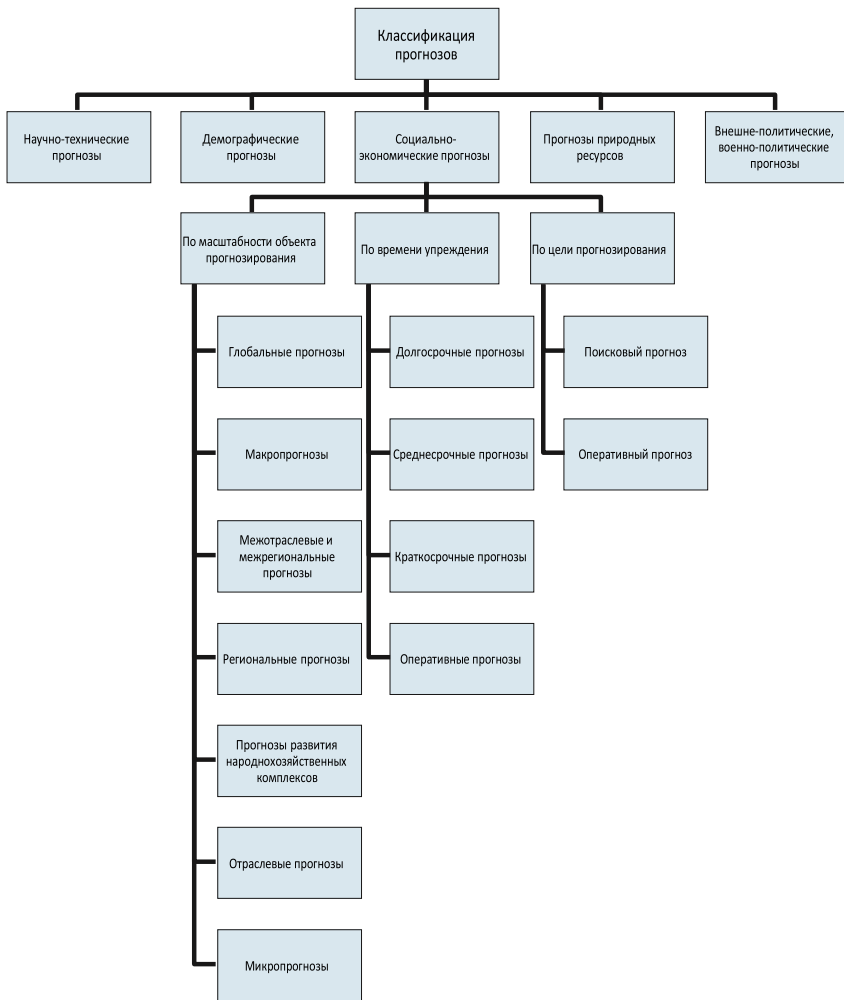 Классификация
прогнозов
Научно-технические
прогнозы
Демографические
прогнозы
Социально-
экономические прогнозы
Прогнозы природных
ресурсов
Внешне-политические,
военно-политические
прогнозы
По масштабности объекта
прогнозирования
По времени упреждения
По цели прогнозирования
Глобальные прогнозы
Долгосрочные прогнозы
Поисковый прогноз
Макропрогнозы
Среднесрочные прогнозы
Оперативный прогноз
Межотраслевые и
межрегиональные
прогнозы
Краткосрочные прогнозы
Региональные прогнозы
Оперативные прогнозы
Прогнозы развития
народнохозяйственных
комплексов
Отраслевые прогнозы
Микропрогнозы